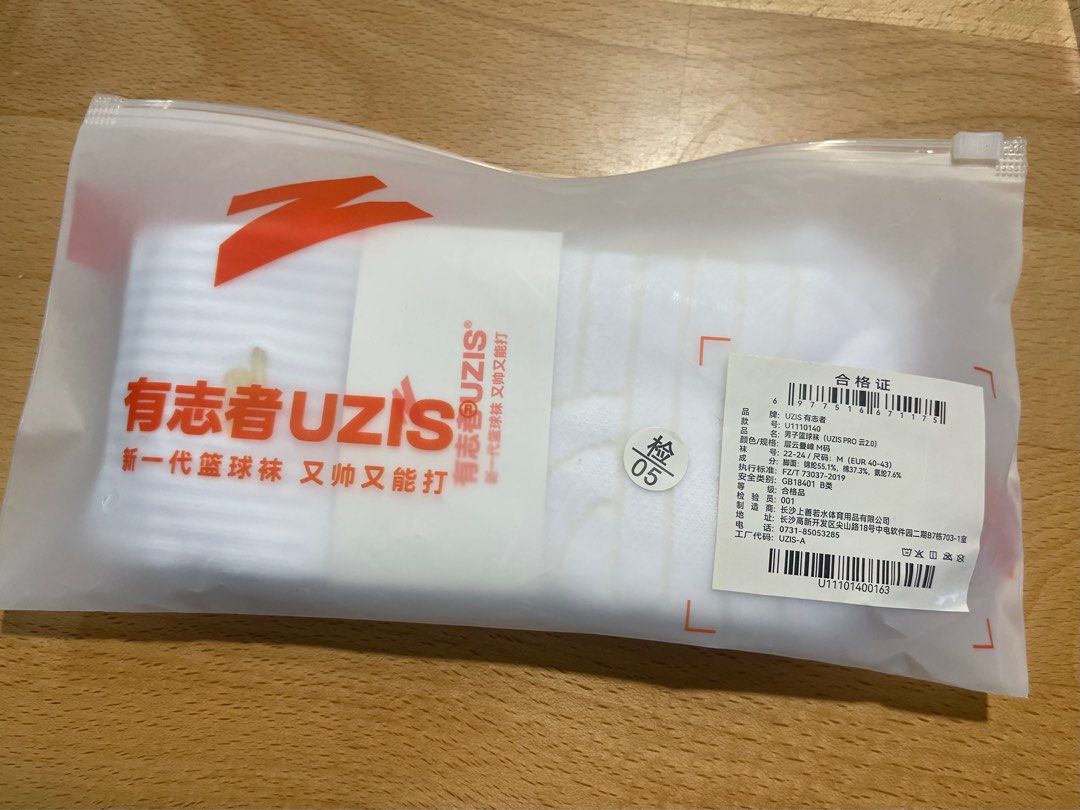 有志者UZIS®
新一代篮球袜 又帅又能打
有志者UZIS®
新一代篮球袜 又帅又能打
检
05
合格证
6 977516 671175
品牌: UZIS 有志者
款号: U1110140
品名: 男子篮球袜（UZIS PRO 云2.0）
颜色/规格: 层云叠嶂 M码
袜号: 22-24 / 尺码: M（EUR 40-43）
成分: 脚面: 锦纶55.1%, 棉37.3%, 氨纶7.6%
执行标准: FZ/T 73037-2019
安全类别: GB18401 B类
等级: 合格品
检验员: 001
制造商: 长沙上善若水体育用品有限公司
地址: 长沙高新开发区尖山路18号中电软件园二期B7栋703-1室
电话: 0731-85053285
工厂代码: UZIS-A
U11101400163